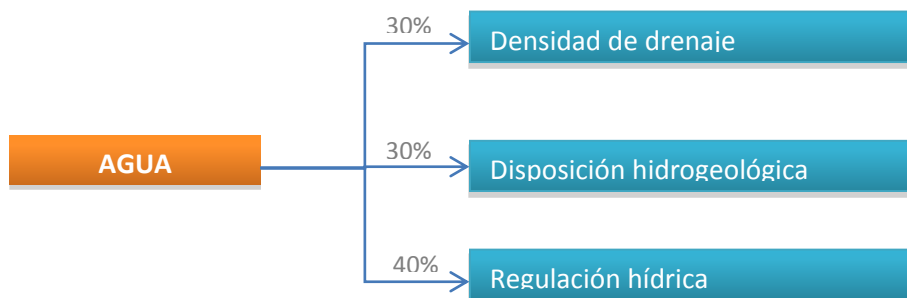 30%
Densidad de drenaje
AGUA
30%
Disposición hidrogeológica
40%
Regulación hídrica